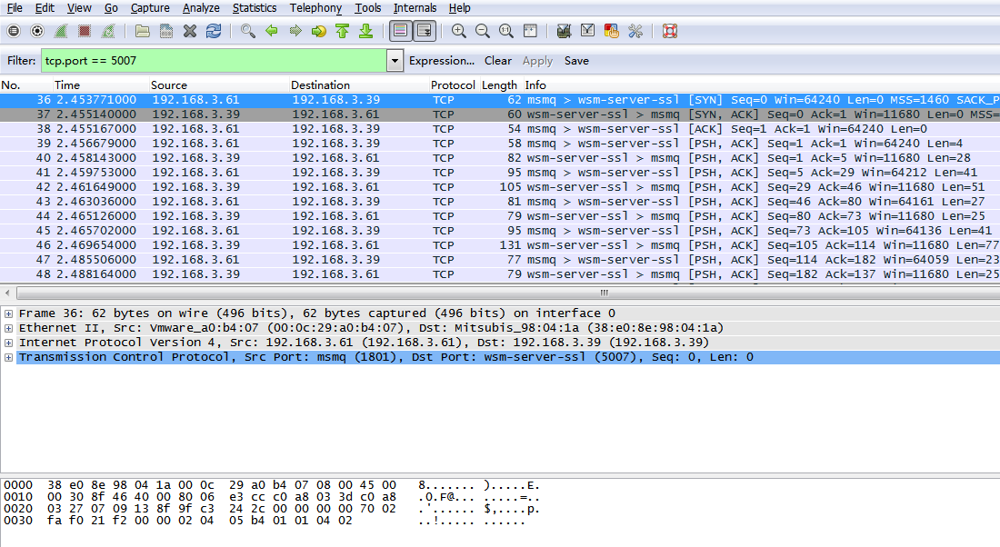 File Edit View Go Capture Analyze Statistics Telephony Tools Internals Help
Filter: tcp.port == 5007 Expression... Clear Apply Save
No. Time Source Destination Protocol Length Info
36 2.453771000 192.168.3.61 192.168.3.39 TCP 62 msmq > wsm-server-ssl [SYN] Seq=0 Win=64240 Len=0 MSS=1460 SACK_P
37 2.455140000 192.168.3.39 192.168.3.61 TCP 60 wsm-server-ssl > msmq [SYN, ACK] Seq=0 Ack=1 Win=11680 Len=0 MSS=
38 2.455167000 192.168.3.61 192.168.3.39 TCP 54 msmq > wsm-server-ssl [ACK] Seq=1 Ack=1 Win=64240 Len=0
39 2.456679000 192.168.3.61 192.168.3.39 TCP 58 msmq > wsm-server-ssl [PSH, ACK] Seq=1 Ack=1 Win=64240 Len=4
40 2.458143000 192.168.3.39 192.168.3.61 TCP 82 wsm-server-ssl > msmq [PSH, ACK] Seq=1 Ack=5 Win=11680 Len=28
41 2.459753000 192.168.3.61 192.168.3.39 TCP 95 msmq > wsm-server-ssl [PSH, ACK] Seq=5 Ack=29 Win=64212 Len=41
42 2.461649000 192.168.3.39 192.168.3.61 TCP 105 wsm-server-ssl > msmq [PSH, ACK] Seq=29 Ack=46 Win=11680 Len=51
43 2.463036000 192.168.3.61 192.168.3.39 TCP 81 msmq > wsm-server-ssl [PSH, ACK] Seq=46 Ack=80 Win=64161 Len=27
44 2.465126000 192.168.3.39 192.168.3.61 TCP 79 wsm-server-ssl > msmq [PSH, ACK] Seq=80 Ack=73 Win=11680 Len=25
45 2.465702000 192.168.3.61 192.168.3.39 TCP 95 msmq > wsm-server-ssl [PSH, ACK] Seq=73 Ack=105 Win=64136 Len=41
46 2.469654000 192.168.3.39 192.168.3.61 TCP 131 wsm-server-ssl > msmq [PSH, ACK] Seq=105 Ack=114 Win=11680 Len=77
47 2.485506000 192.168.3.61 192.168.3.39 TCP 77 msmq > wsm-server-ssl [PSH, ACK] Seq=114 Ack=182 Win=64059 Len=23
48 2.488164000 192.168.3.39 192.168.3.61 TCP 79 wsm-server-ssl > msmq [PSH, ACK] Seq=182 Ack=137 Win=11680 Len=25
Frame 36: 62 bytes on wire (496 bits), 62 bytes captured (496 bits) on interface 0
Ethernet II, Src: Vmware_a0:b4:07 (00:0c:29:a0:b4:07), Dst: Mitsubis_98:04:1a (38:e0:8e:98:04:1a)
Internet Protocol Version 4, Src: 192.168.3.61 (192.168.3.61), Dst: 192.168.3.39 (192.168.3.39)
Transmission Control Protocol, Src Port: msmq (1801), Dst Port: wsm-server-ssl (5007), Seq: 0, Len: 0
0000 38 e0 8e 98 04 1a 00 0c 29 a0 b4 07 08 00 45 00 8....... ).....E.
0010 00 30 8f 46 40 00 80 06 e3 cc c0 a8 03 3d c0 a8 .0.F@... .....=..
0020 03 27 07 09 13 8f 9f c3 24 2c 00 00 00 00 70 02 .'...... $,....p.
0030 fa f0 21 f2 00 00 02 04 05 b4 01 01 04 02 ..!..... ......